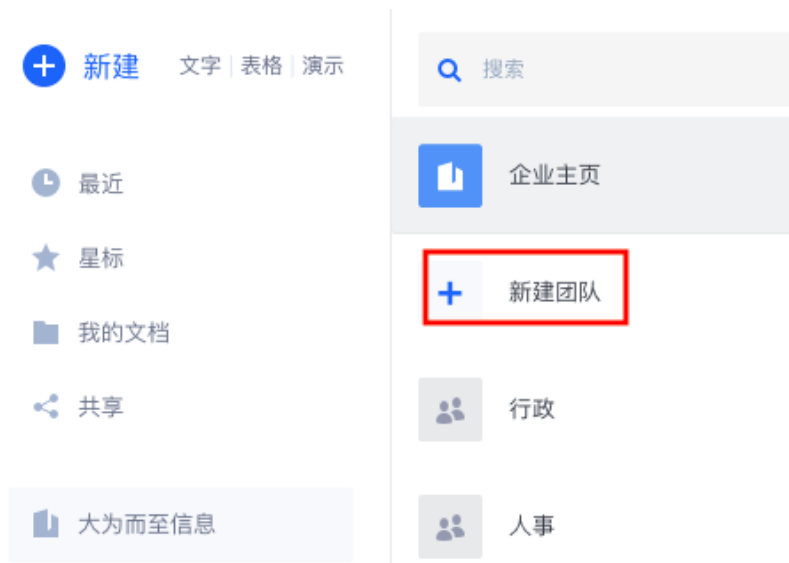 新建 文字 | 表格 | 演示
最近
星标
我的文档
共享
大为而至信息
搜索
企业主页
新建团队
行政
人事